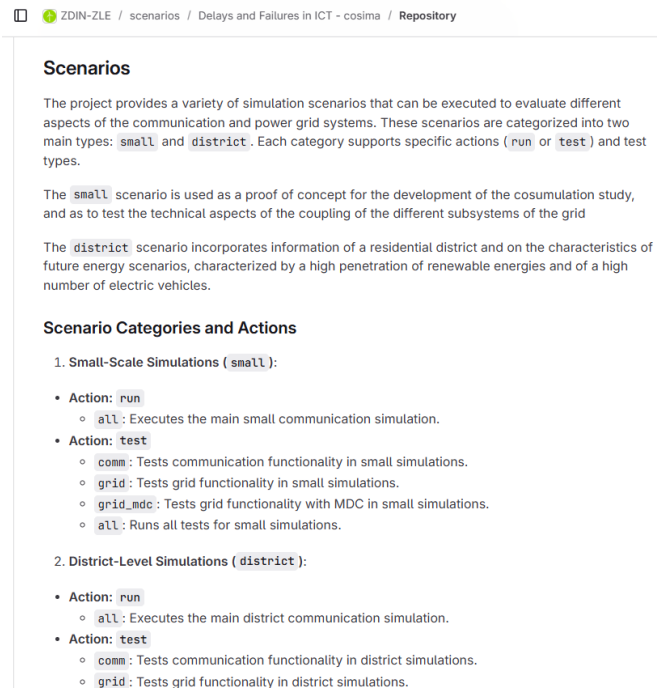 ZDIN-ZLE / scenarios / Delays and Failures in ICT - cosima / Repository
Scenarios
The project provides a variety of simulation scenarios that can be executed to evaluate different
aspects of the communication and power grid systems. These scenarios are categorized into two
main types: small and district. Each category supports specific actions (run or test) and test
types.
The small scenario is used as a proof of concept for the development of the cosumulation study,
and as to test the technical aspects of the coupling of the different subsystems of the grid
The district scenario incorporates information of a residential district and on the characteristics of
future energy scenarios, characterized by a high penetration of renewable energies and of a high
number of electric vehicles.
Scenario Categories and Actions
1. Small-Scale Simulations (small):
• Action: run
◦ all: Executes the main small communication simulation.
• Action: test
◦ comm: Tests communication functionality in small simulations.
◦ grid: Tests grid functionality in small simulations.
◦ grid_mdc: Tests grid functionality with MDC in small simulations.
◦ all: Runs all tests for small simulations.
2. District-Level Simulations (district):
• Action: run
◦ all: Executes the main district communication simulation.
• Action: test
◦ comm: Tests communication functionality in district simulations.
◦ grid: Tests grid functionality in district simulations.